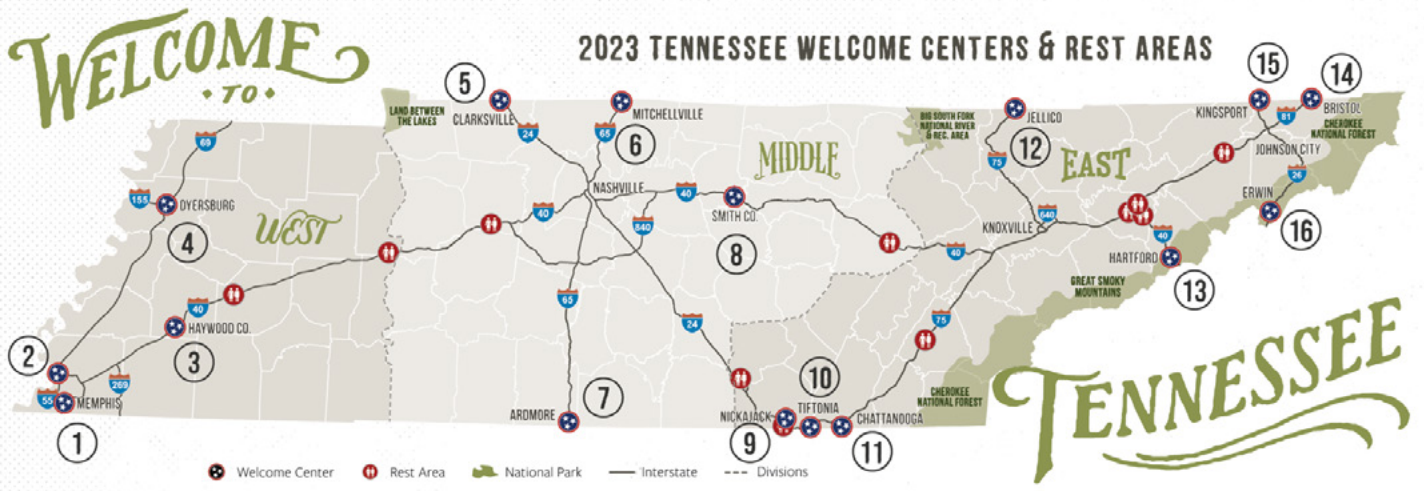 WELCOME
TO
2023 TENNESSEE WELCOME CENTERS & REST AREAS
15
14
5
LAND BETWEEN
THE LAKES
CLARKSVILLE
MITCHELLVILLE
KINGSPORT
BRISTOL
24
65
6
BIG SOUTH FORK
NATIONAL RIVER
& REC. AREA
JELLICO
12
81
CHEROKEE
NATIONAL FOREST
69
MIDDLE
75
EAST
JOHNSON CITY
26
155
DYERSBURG
WEST
NASHVILLE
40
ERWIN
4
40
840
SMITH CO.
8
KNOXVILLE
640
40
16
40
HARTFORD
13
GREAT SMOKY
MOUNTAINS
40
HAYWOOD CO.
3
65
24
75
2
269
55
MEMPHIS
1
10
CHEROKEE
NATIONAL FOREST
ARDMORE
7
NICKAJACK
TIFTONIA
CHATTANOOGA
9
11
TENNESSEE
Welcome Center
Rest Area
National Park
Interstate
Divisions